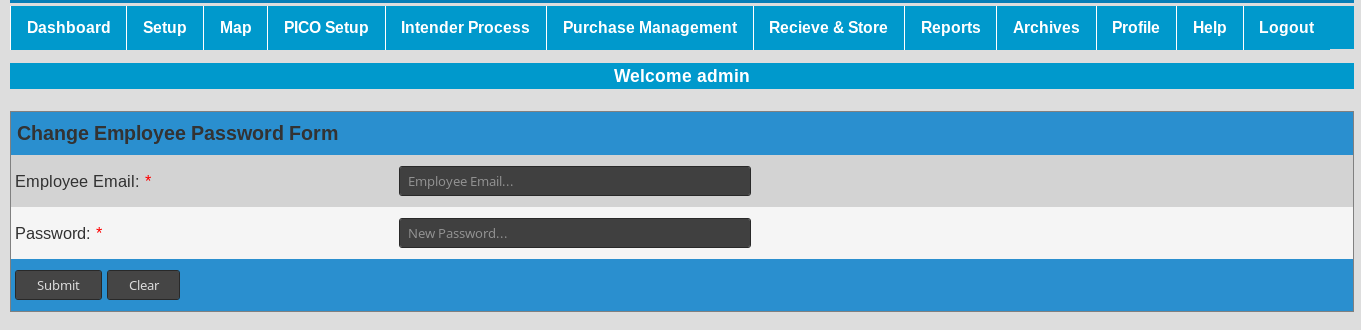 Dashboard Setup Map PICO Setup Intender Process Purchase Management Recieve & Store Reports Archives Profile Help Logout
Welcome admin
Change Employee Password Form
Employee Email: * Employee Email...
Password: * New Password...
Submit Clear